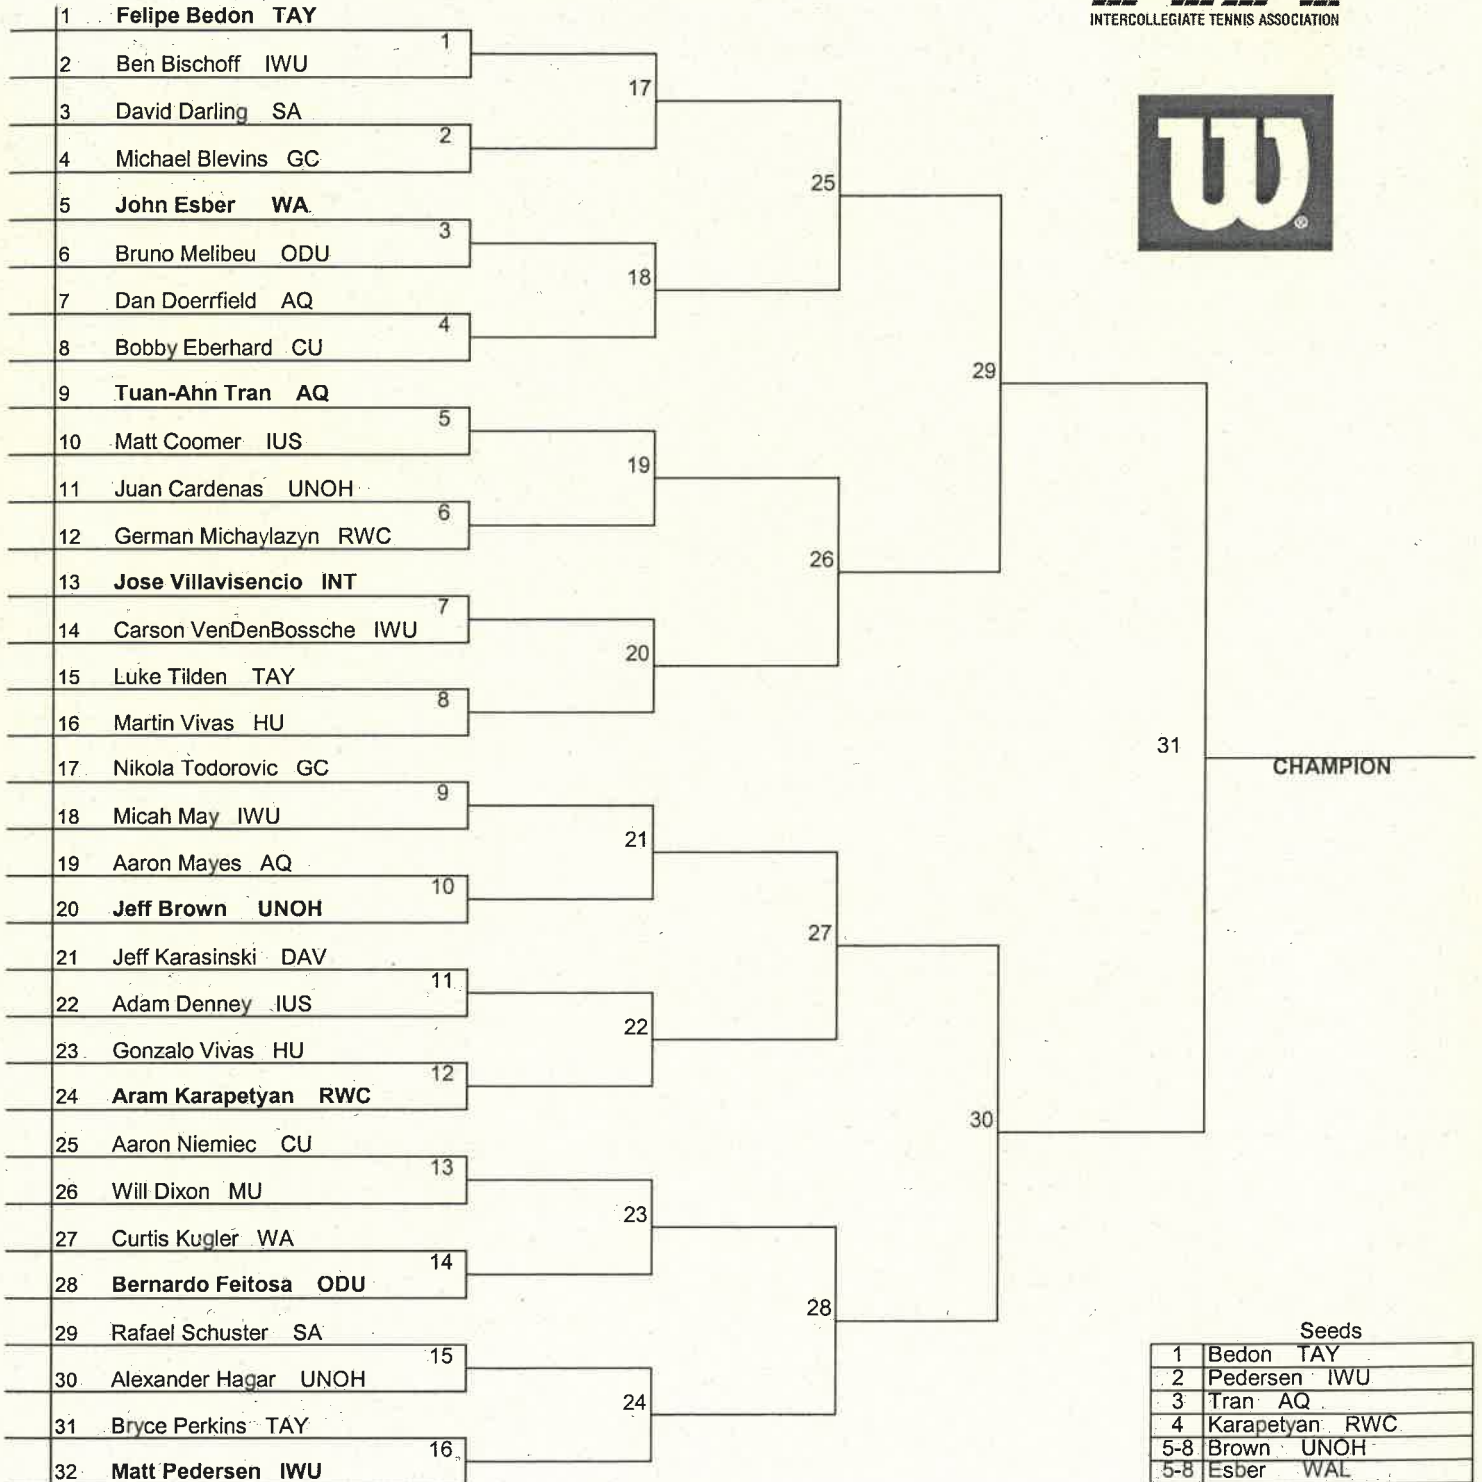 INTERCOLLEGIATE TENNIS ASSOCIATION
1 Felipe Bedon TAY
1
2 Ben Bischoff IWU
17
3 David Darling SA
2
4 Michael Blevins GC
25
5 John Esber WA
3
6 Bruno Melibeu ODU
18
7 Dan Doerrfield AQ
4
8 Bobby Eberhard CU
29
9 Tuan-Ahn Tran AQ
5
10 Matt Coomer IUS
19
11 Juan Cardenas UNOH
6
12 German Michaylazyn RWC
26
13 Jose Villavisencio INT
7
14 Carson VenDenBossche IWU
20
15 Luke Tilden TAY
8
16 Martin Vivas HU
31
CHAMPION
17 Nikola Todorovic GC
9
18 Micah May IWU
21
19 Aaron Mayes AQ
10
20 Jeff Brown UNOH
27
21 Jeff Karasinski DAV
11
22 Adam Denney IUS
22
23 Gonzalo Vivas HU
12
24 Aram Karapetyan RWC
30
25 Aaron Niemiec CU
13
26 Will Dixon MU
23
27 Curtis Kugler WA
14
28 Bernardo Feitosa ODU
28
29 Rafael Schuster SA
15
30 Alexander Hagar UNOH
24
31 Bryce Perkins TAY
16
32 Matt Pedersen IWU
W ®
Seeds
1 Bedon TAY
2 Pedersen IWU
3 Tran AQ
4 Karapetyan RWC
5-8 Brown UNOH
5-8 Esber WAL